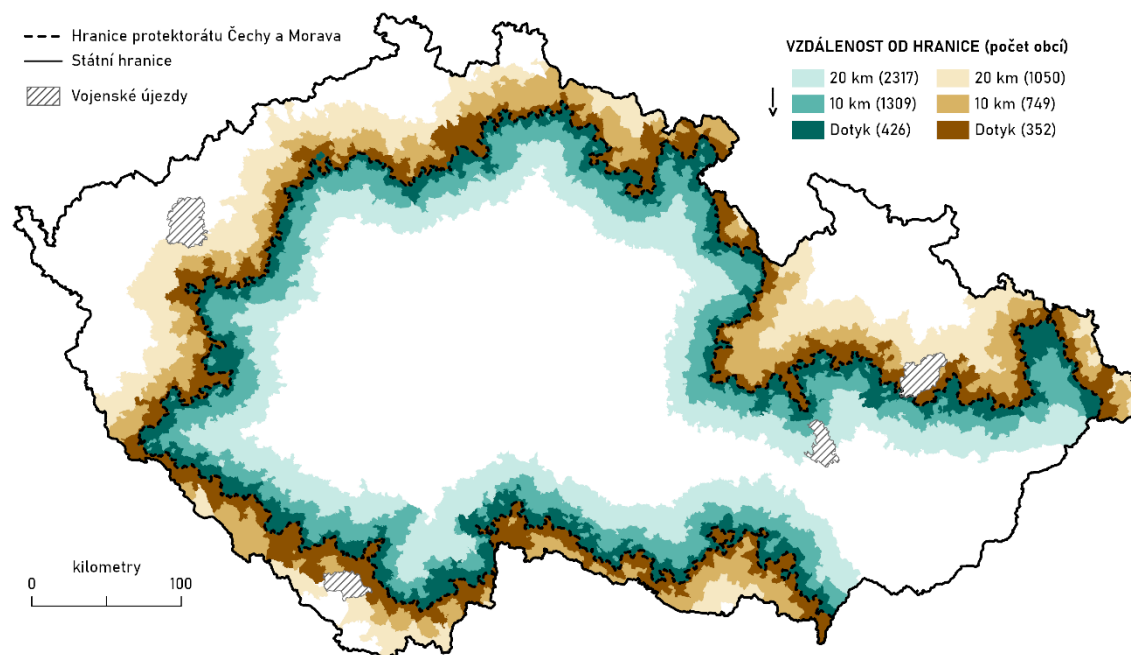 Hranice protektorátu Čechy a Morava
Státní hranice
Vojenské újezdy
VZDÁLENOST OD HRANICE (počet obcí)
20 km (2317) 20 km (1050)
10 km (1309) 10 km (749)
Dotyk (426) Dotyk (352)
kilometry
0 100